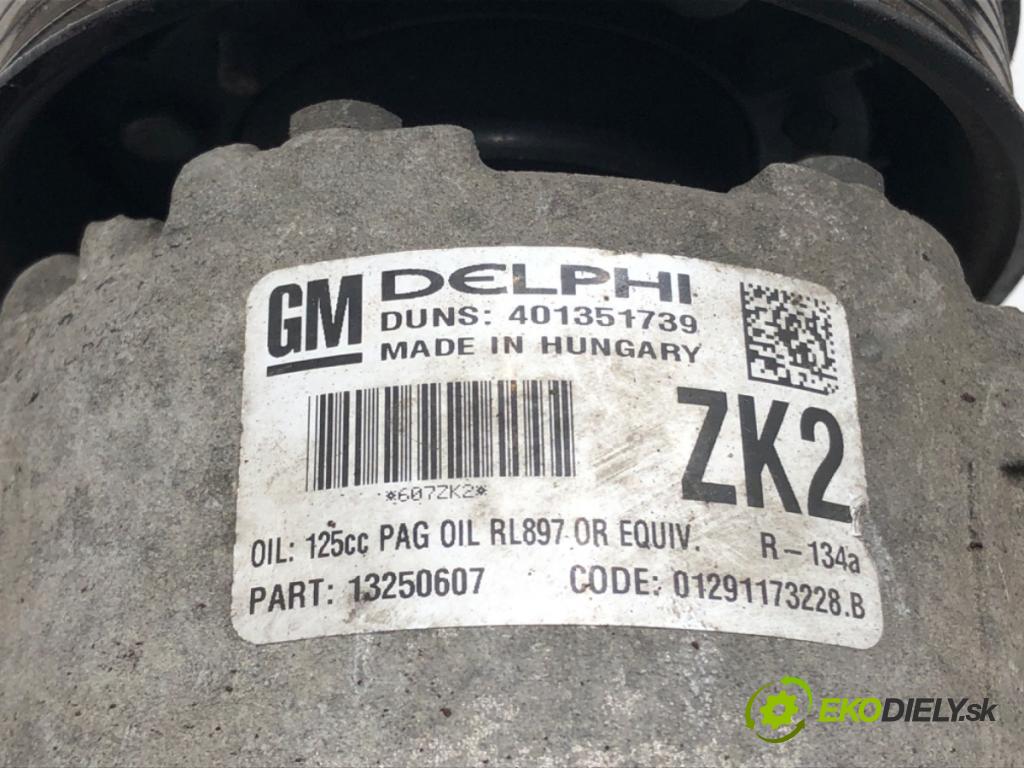 GM DELPHI
DUNS: 401351739
MADE IN HUNGARY
ZK2
*607ZK2*
OIL: 125cc PAG OIL RL897 OR EQUIV. R-134a
PART: 13250607 CODE: 01291173228.B
EKODIELY.sk